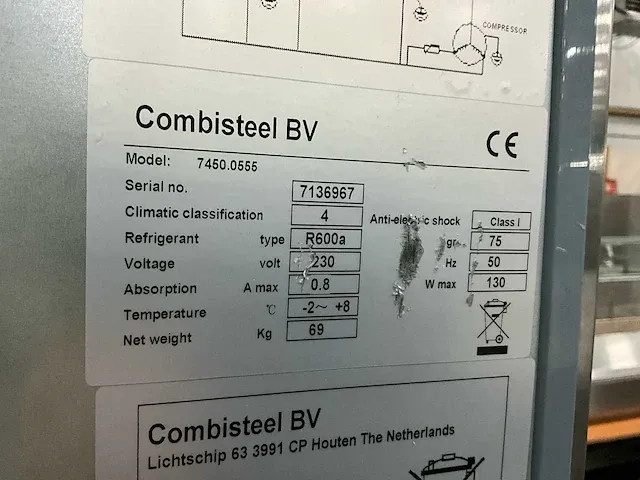 COMPRESSOR
Combisteel BV
CE
Model: 7450.0555
Serial no. 7136967
Climatic classification 4 Anti-electric shock Class I
Refrigerant type R600a gr 75
Voltage volt 230 Hz 50
Absorption A max 0.8 W max 130
Temperature °C -2~ +8
Net weight Kg 69
Combisteel BV
Lichtschip 63 3991 CP Houten The Netherlands